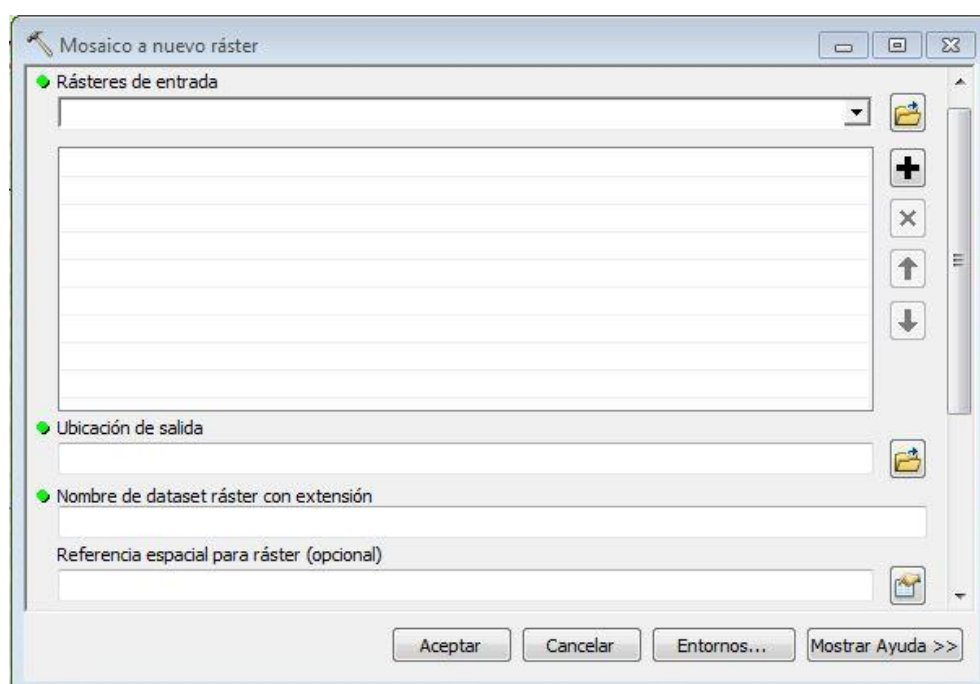 Mosaico a nuevo ráster
Rásteres de entrada
Ubicación de salida
Nombre de dataset ráster con extensión
Referencia espacial para ráster (opcional)
Aceptar
Cancelar
Entornos...
Mostrar Ayuda >>